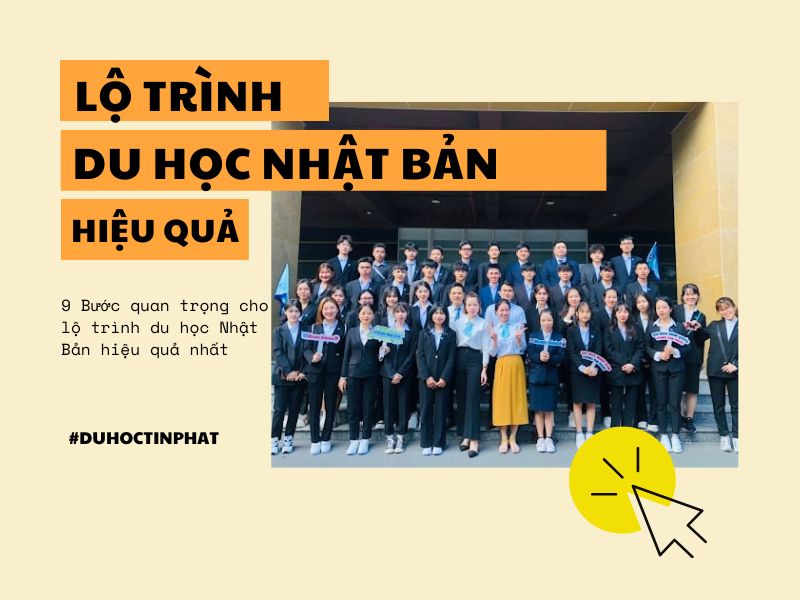 LỘ TRÌNH
DU HỌC NHẬT BẢN
HIỆU QUẢ
9 Bước quan trọng cho
lộ trình du học Nhật
Bản hiệu quả nhất
#DUHOCTINPHAT